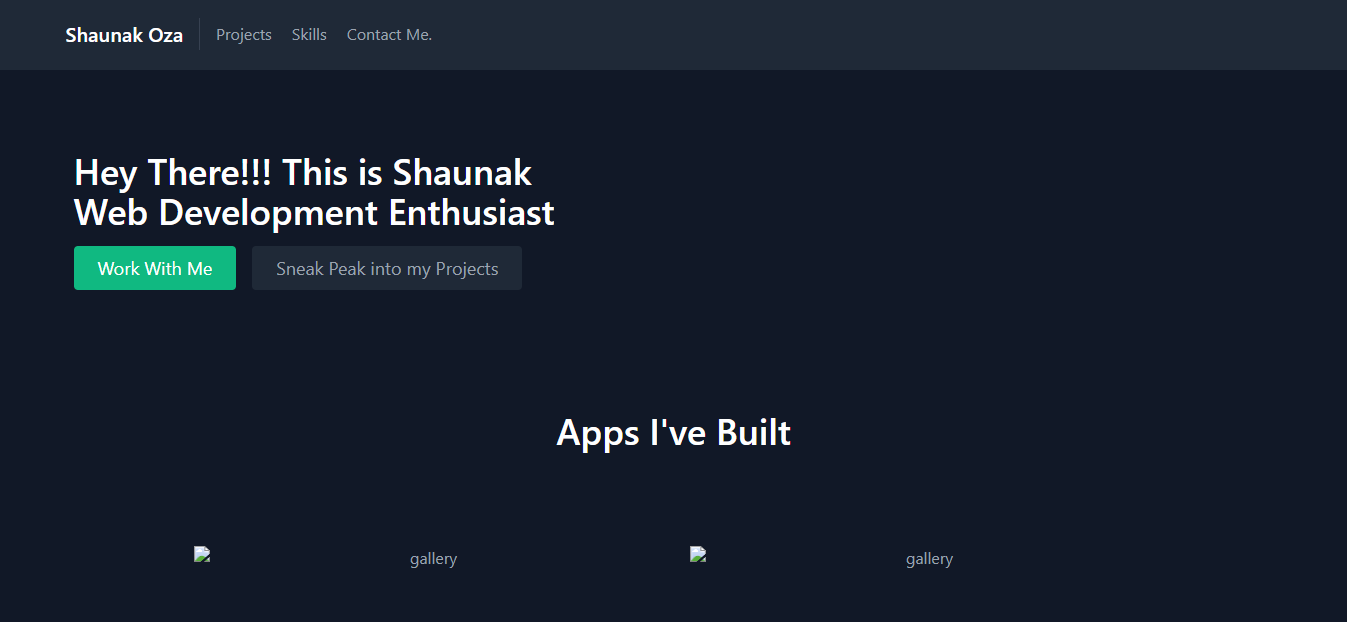 Shaunak Oza Projects Skills Contact Me.
Hey There!!! This is Shaunak
Web Development Enthusiast
Work With Me Sneak Peak into my Projects
Apps I've Built
gallery gallery